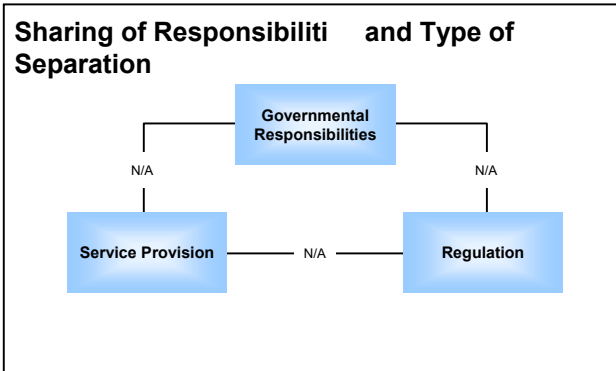 Sharing of Responsibiliti and Type of
Separation
Governmental
Responsibilities
N/A
N/A
Service Provision
N/A
Regulation